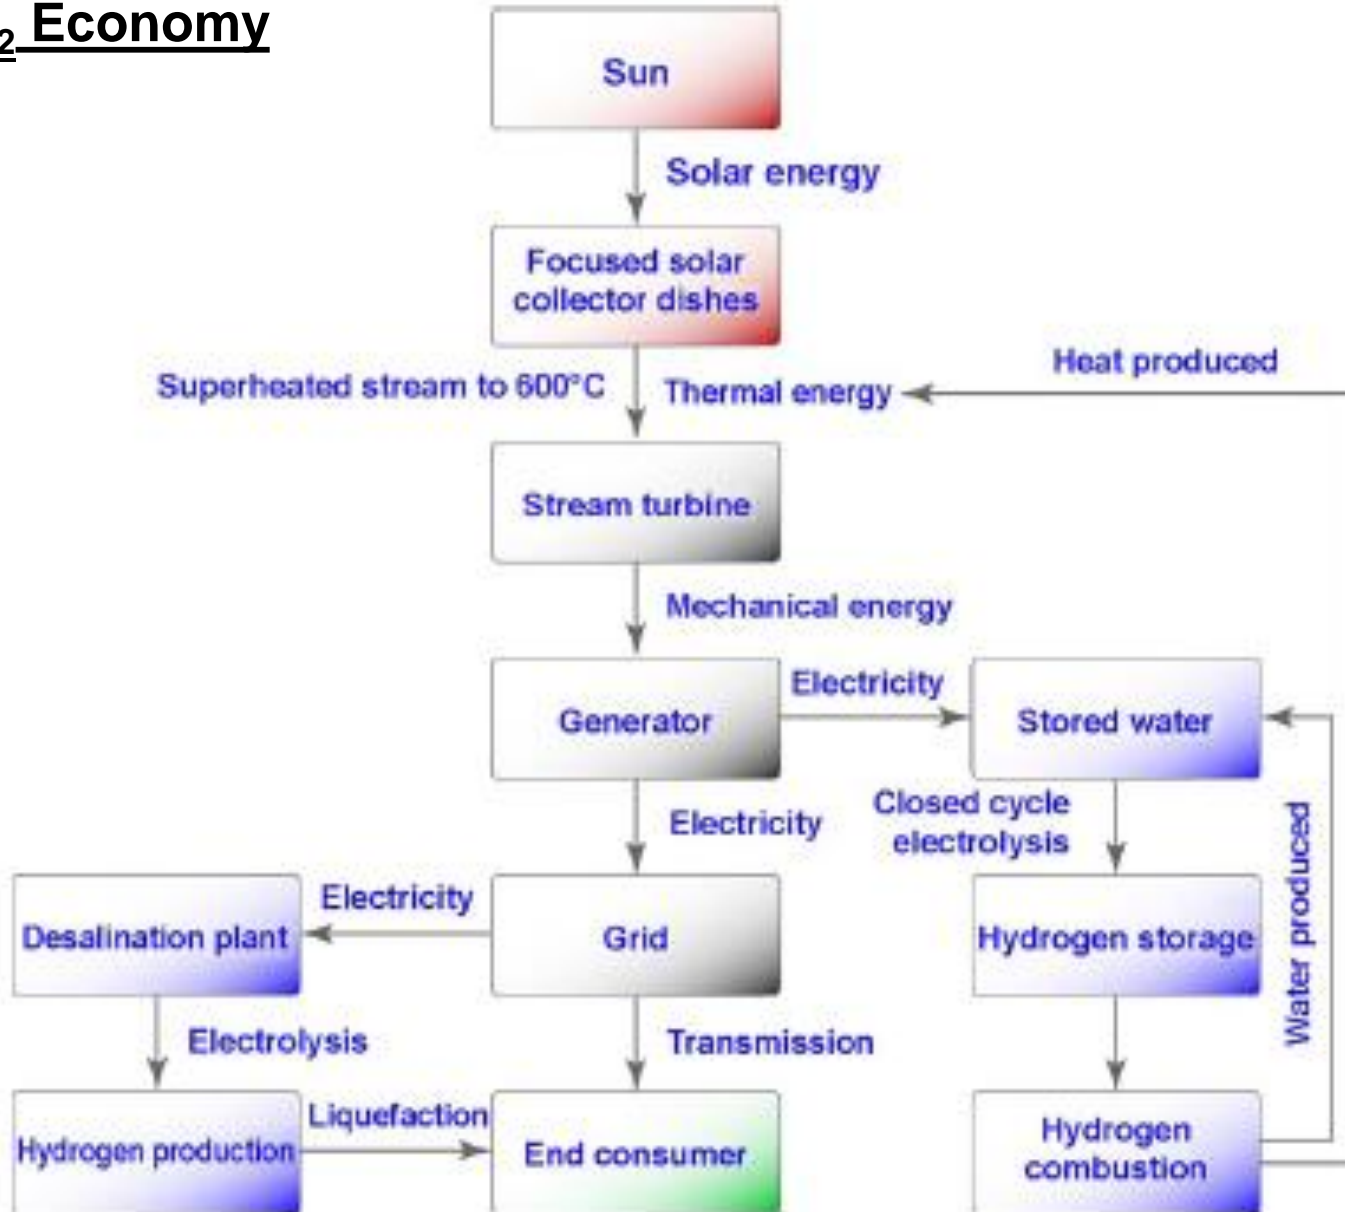 2 Economy
Sun
Solar energy
Focused solar
collector dishes
Heat produced
Superheated stream to 600°C
Thermal energy
Stream turbine
Mechanical energy
Electricity
Generator
Stored water
Closed cycle
electrolysis
Electricity
Water produced
Electricity
Desalination plant
Grid
Hydrogen storage
Electrolysis
Transmission
Liquefaction
Hydrogen production
End consumer
Hydrogen
combustion